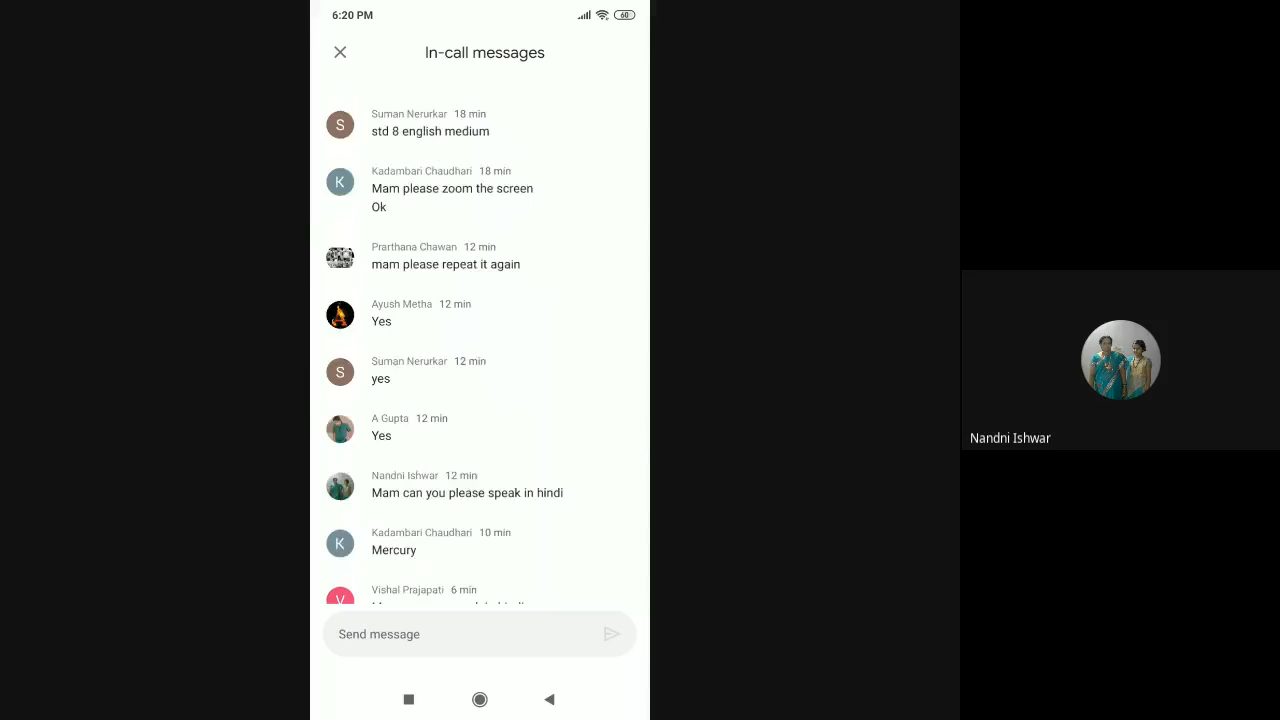 6:20 PM
60
In-call messages
S
Suman Nerurkar 18 min
std 8 english medium
K
Kadambari Chaudhari 18 min
Mam please zoom the screen
Ok
Prarthana Chawan 12 min
mam please repeat it again
Ayush Metha 12 min
Yes
S
Suman Nerurkar 12 min
yes
A Gupta 12 min
Yes
Nandni Ishwar 12 min
Mam can you please speak in hindi
K
Kadambari Chaudhari 10 min
Mercury
V
Vishal Prajapati 6 min
Send message
Nandni Ishwar